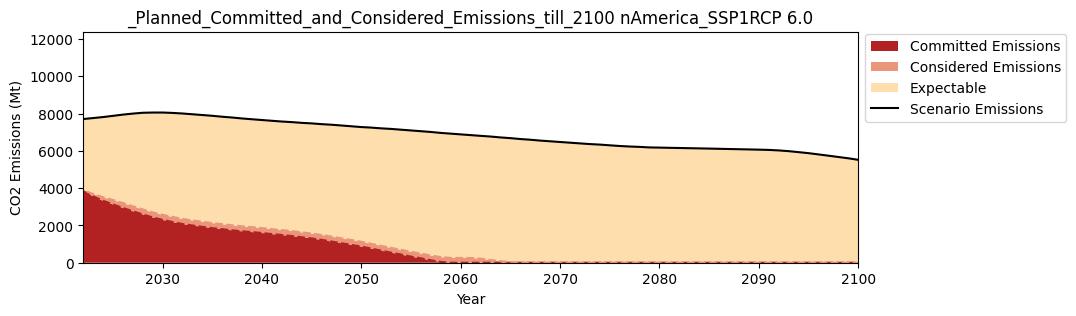 _Planned_Committed_and_Considered_Emissions_till_2100 nAmerica_SSP1RCP 6.0
CO2 Emissions (Mt)
12000
10000
8000
6000
4000
2000
0
2030 2040 2050 2060 2070 2080 2090 2100
Year
Committed Emissions
Considered Emissions
Expectable
Scenario Emissions